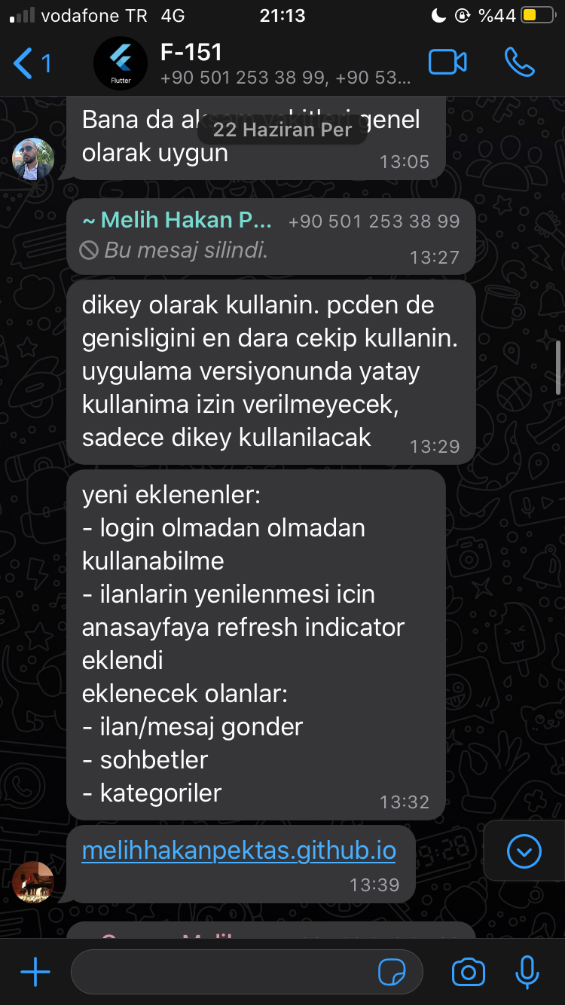 vodafone TR 4G 21:13 %44
1
Flutter
F-151
+90 501 253 38 99, +90 53...
22 Haziran Per
Bana da genel
olarak uygun
13:05
~ Melih Hakan P... +90 501 253 38 99
Bu mesaj silindi.
13:27
dikey olarak kullanin. pcden de
genisligini en dara cekip kullanin.
uygulama versiyonunda yatay
kullanima izin verilmeyecek,
sadece dikey kullanilacak
13:29
yeni eklenenler:
- login olmadan olmadan
kullanabilme
- ilanlarin yenilenmesi icin
anasayfaya refresh indicator
eklendi
eklenecek olanlar:
- ilan/mesaj gonder
- sohbetler
- kategoriler
13:32
melihhakanpektas.github.io
13:39